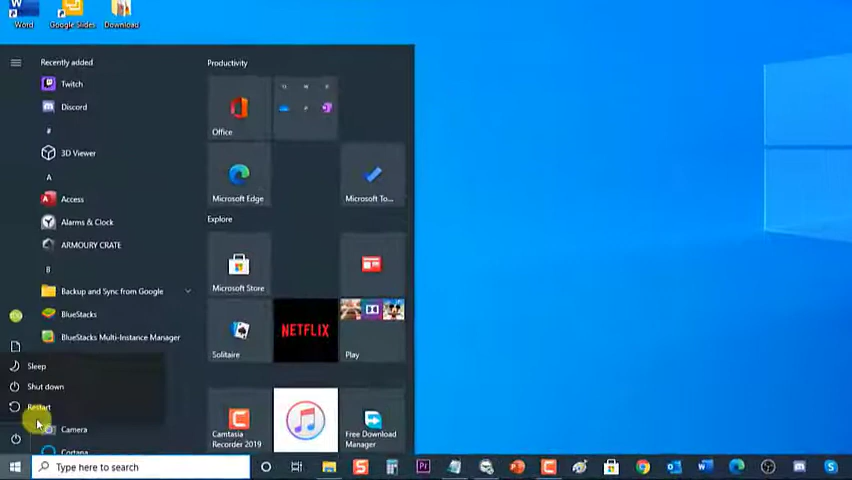 Word
Google Slides
Download
Recently added
Twitch
Discord
#
3D Viewer
A
Access
Alarms & Clock
ARMOURY CRATE
B
Backup and Sync from Google
BlueStacks
BlueStacks Multi-Instance Manager
Sleep
Shut down
Restart
Camera
Cortana
Productivity
Office
Microsoft Edge
Microsoft To...
Explore
Microsoft Store
Solitaire
NETFLIX
Play
Camtasia
Recorder 2019
Free Download
Manager
Type here to search